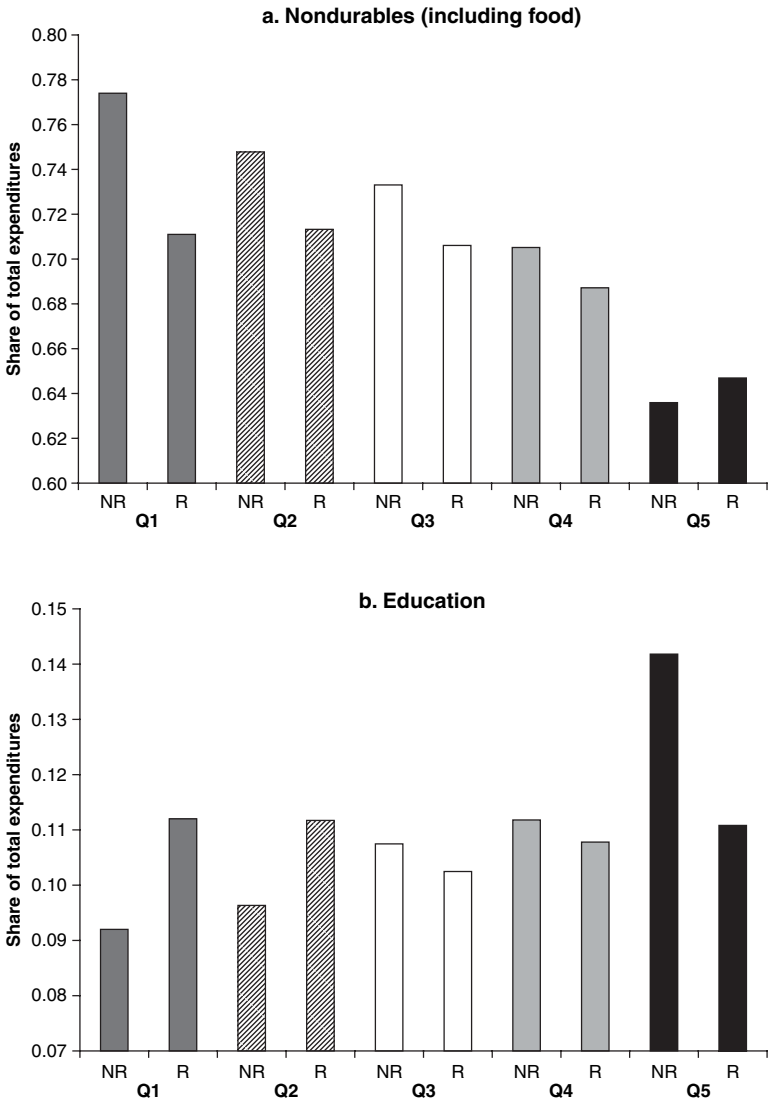 a. Nondurables (including food)
Share of total expenditures
0.80
0.78
0.76
0.74
0.72
0.70
0.68
0.66
0.64
0.62
0.60
NR R NR R NR R NR R NR R
Q1 Q2 Q3 Q4 Q5
b. Education
Share of total expenditures
0.15
0.14
0.13
0.12
0.11
0.10
0.09
0.08
0.07
NR R NR R NR R NR R NR R
Q1 Q2 Q3 Q4 Q5